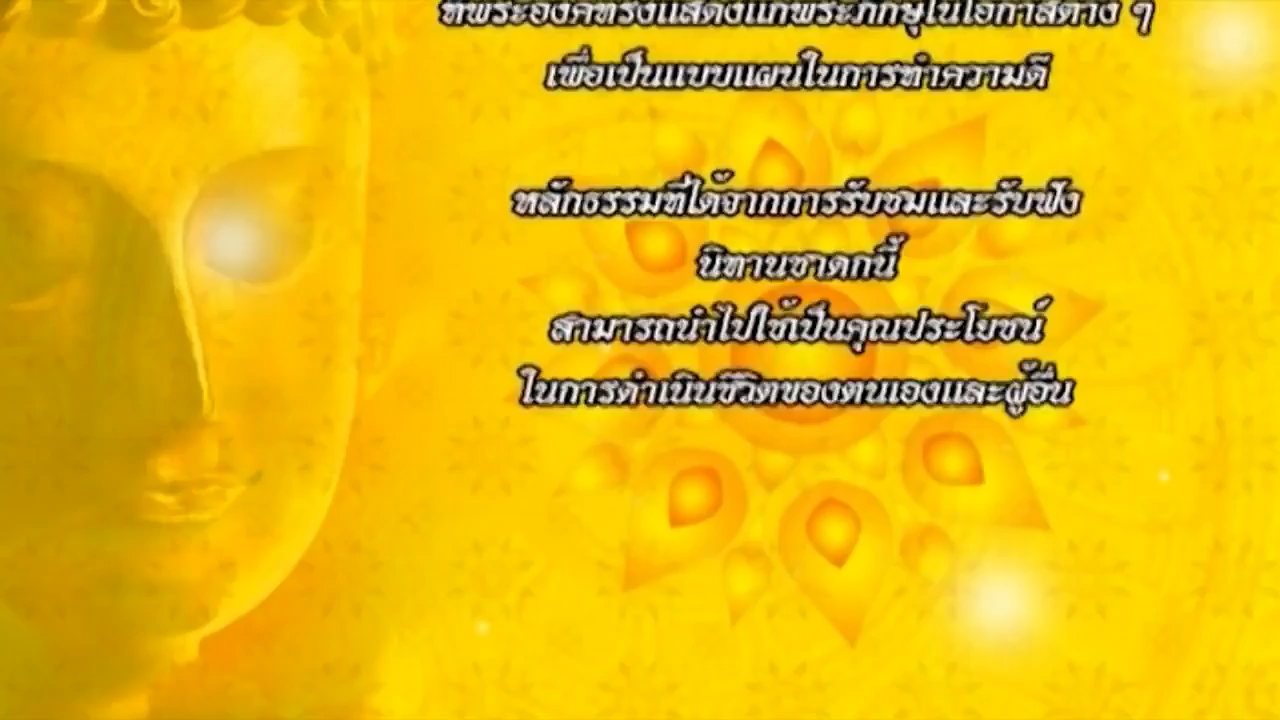 ที่พระองค์ทรงแสดงแก่พระภิกษุในโอกาสต่าง ๆ
เพื่อเป็นแบบแผนในการทำความดี
หลักธรรมที่ได้จากการรับชมและรับฟัง
นิทานชาดกนี้
สามารถนำไปใช้เป็นคุณประโยชน์
ในการดำเนินชีวิตของตนเองและผู้อื่น